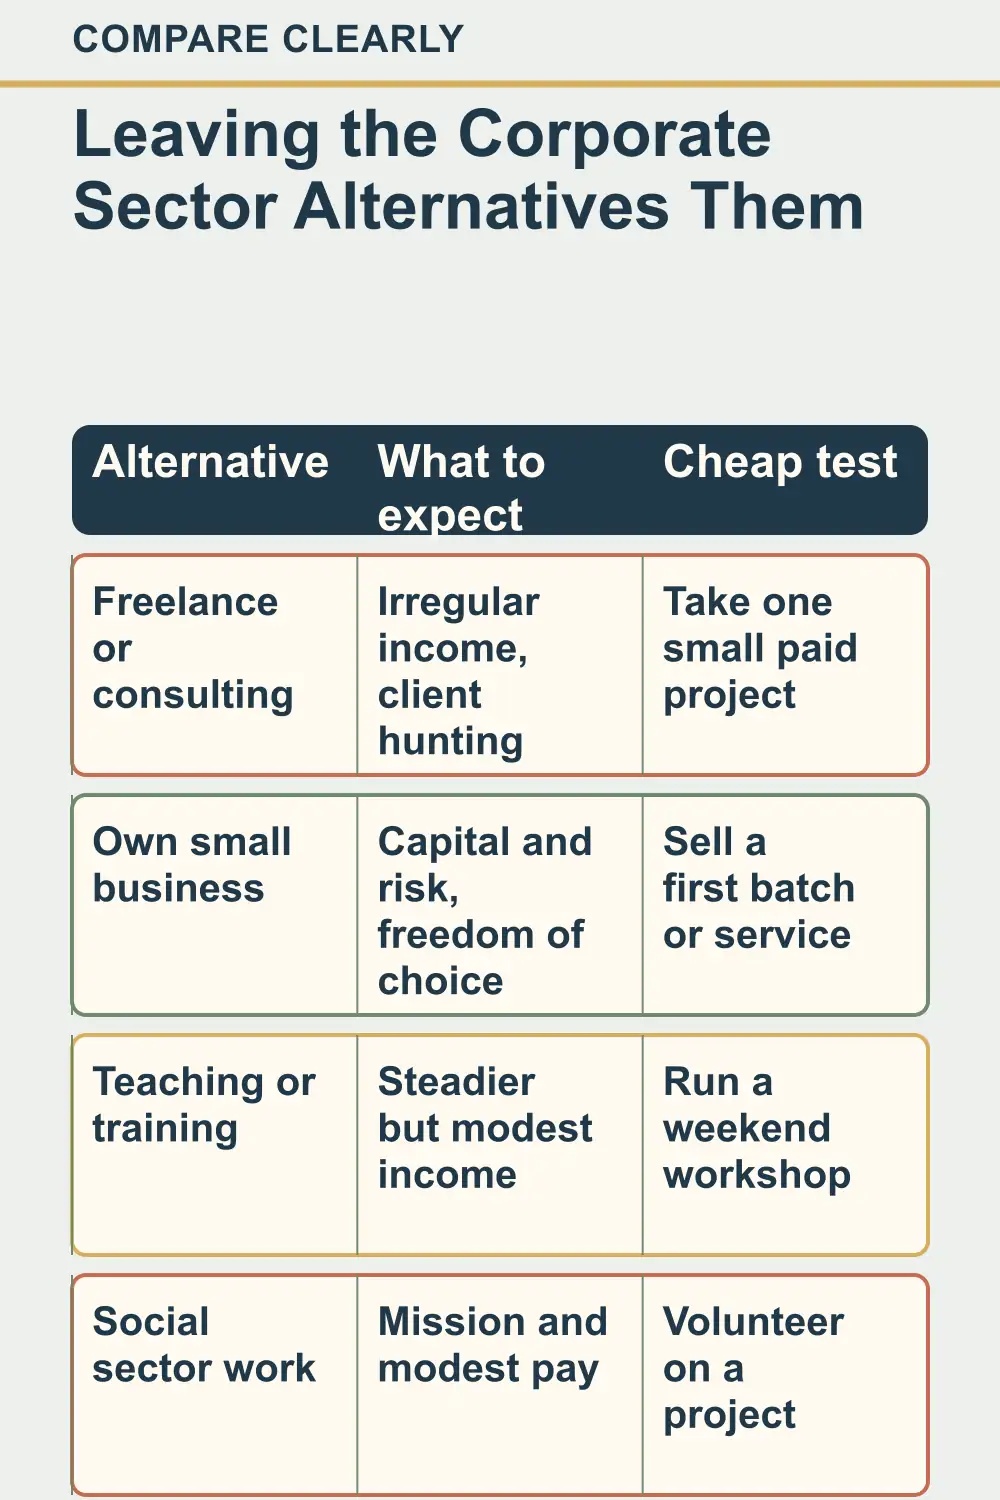 COMPARE CLEARLY
Leaving the Corporate
Sector Alternatives Them
Alternative
What to
expect
Cheap test
Freelance
or
consulting
Irregular
income,
client
hunting
Take one
small paid
project
Own small
business
Capital and
risk,
freedom of
choice
Sell a
first batch
or service
Teaching or
training
Steadier
but modest
income
Run a
weekend
workshop
Social
sector work
Mission and
modest pay
Volunteer
on a
project